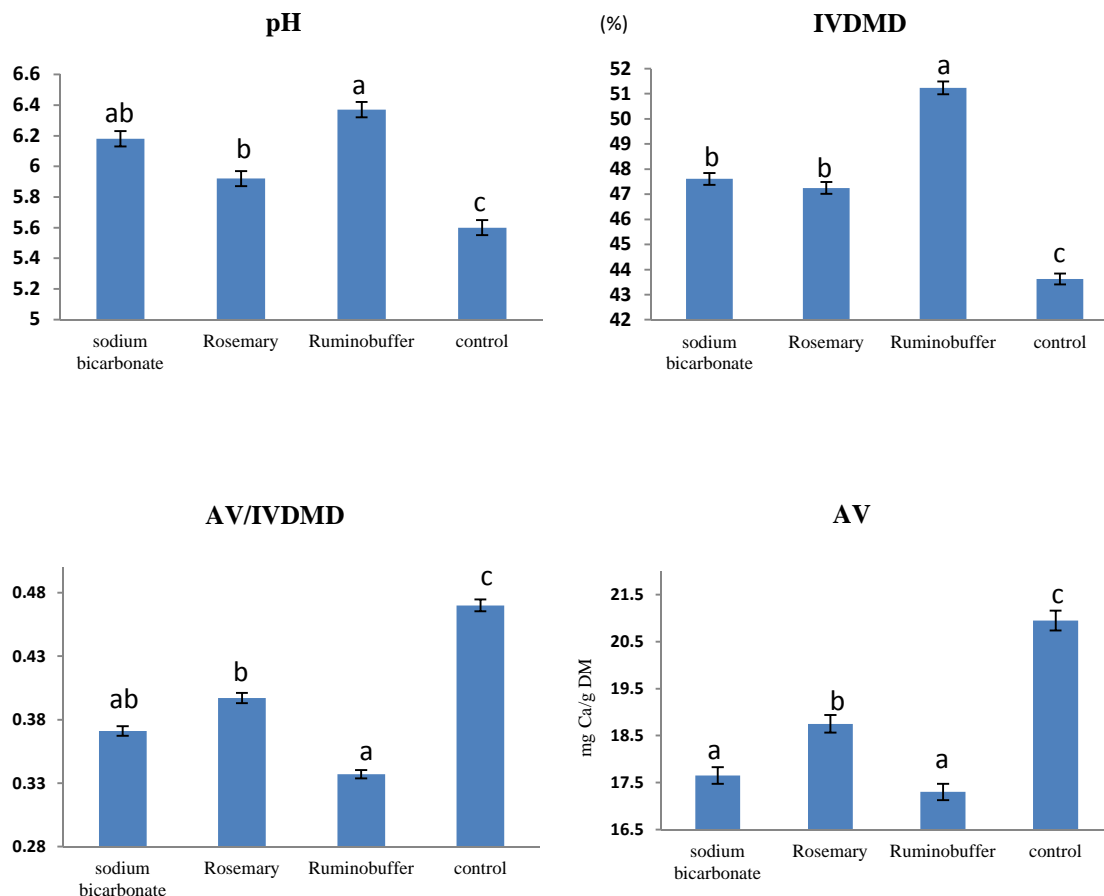 pH
6.6
6.4
6.2
6
5.8
5.6
5.4
5.2
5
ab
b
a
c
sodium
bicarbonate
Rosemary
Ruminobuffer
control
(%)
IVDMD
52
51
50
49
48
47
46
45
44
43
42
b
b
a
c
sodium
bicarbonate
Rosemary
Ruminobuffer
control
AV/IVDMD
0.48
0.43
0.38
0.33
0.28
ab
b
a
c
sodium
bicarbonate
Rosemary
Ruminobuffer
control
AV
mg Ca/g DM
21.5
20.5
19.5
18.5
17.5
16.5
a
b
a
c
sodium
bicarbonate
Rosemary
Ruminobuffer
control